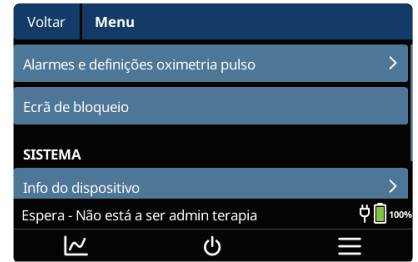 Voltar Menu
Alarmes e definições oximetria pulso
Ecrã de bloqueio
SISTEMA
Info do dispositivo
Espera - Não está a ser admin terapia 100%